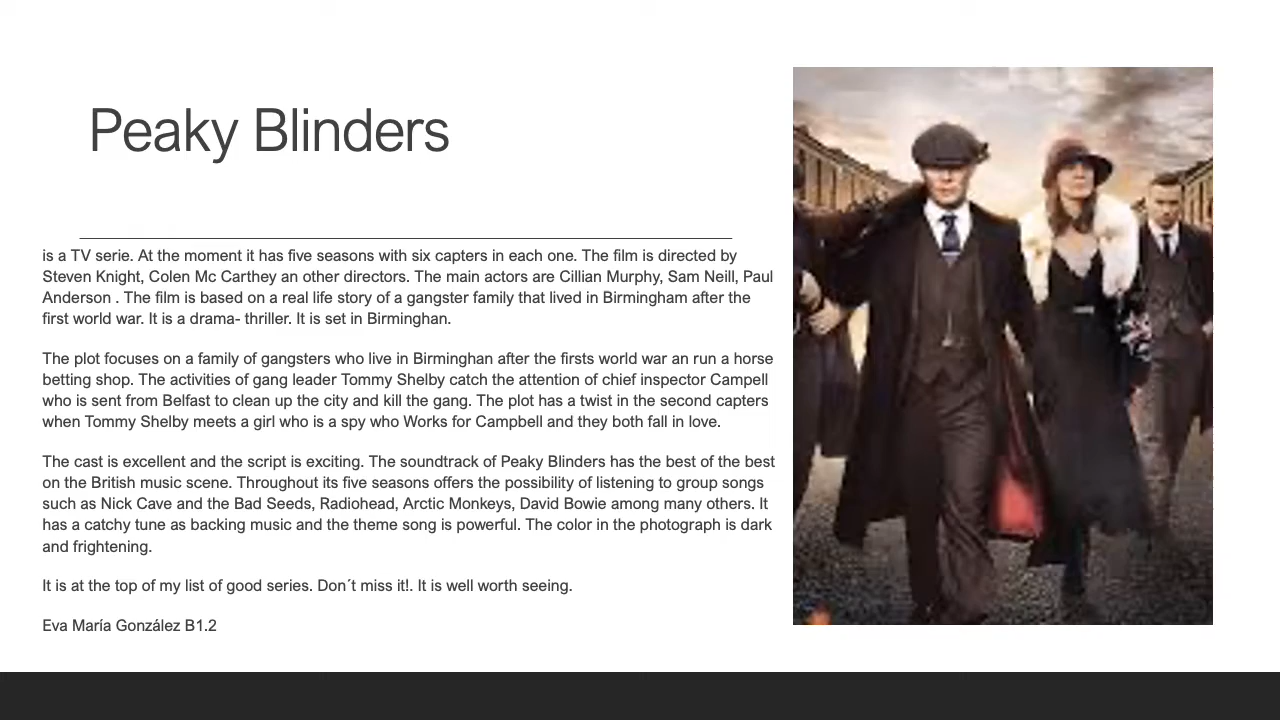 Peaky Blinders
is a TV serie. At the moment it has five seasons with six capters in each one. The film is directed by
Steven Knight, Colen Mc Carthey an other directors. The main actors are Cillian Murphy, Sam Neill, Paul
Anderson . The film is based on a real life story of a gangster family that lived in Birmingham after the
first world war. It is a drama- thriller. It is set in Birminghan.
The plot focuses on a family of gangsters who live in Birminghan after the firsts world war an run a horse
betting shop. The activities of gang leader Tommy Shelby catch the attention of chief inspector Campell
who is sent from Belfast to clean up the city and kill the gang. The plot has a twist in the second capters
when Tommy Shelby meets a girl who is a spy who Works for Campbell and they both fall in love.
The cast is excellent and the script is exciting. The soundtrack of Peaky Blinders has the best of the best
on the British music scene. Throughout its five seasons offers the possibility of listening to group songs
such as Nick Cave and the Bad Seeds, Radiohead, Arctic Monkeys, David Bowie among many others. It
has a catchy tune as backing music and the theme song is powerful. The color in the photograph is dark
and frightening.
It is at the top of my list of good series. Don´t miss it!. It is well worth seeing.
Eva María González B1.2